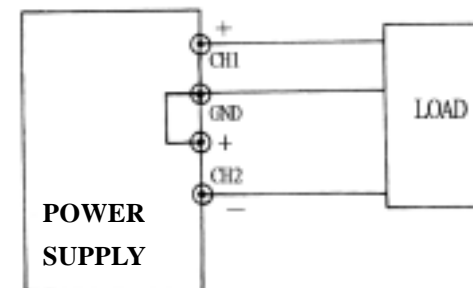 +
CH1
GND
+
CH2
−
LOAD
POWER
SUPPLY